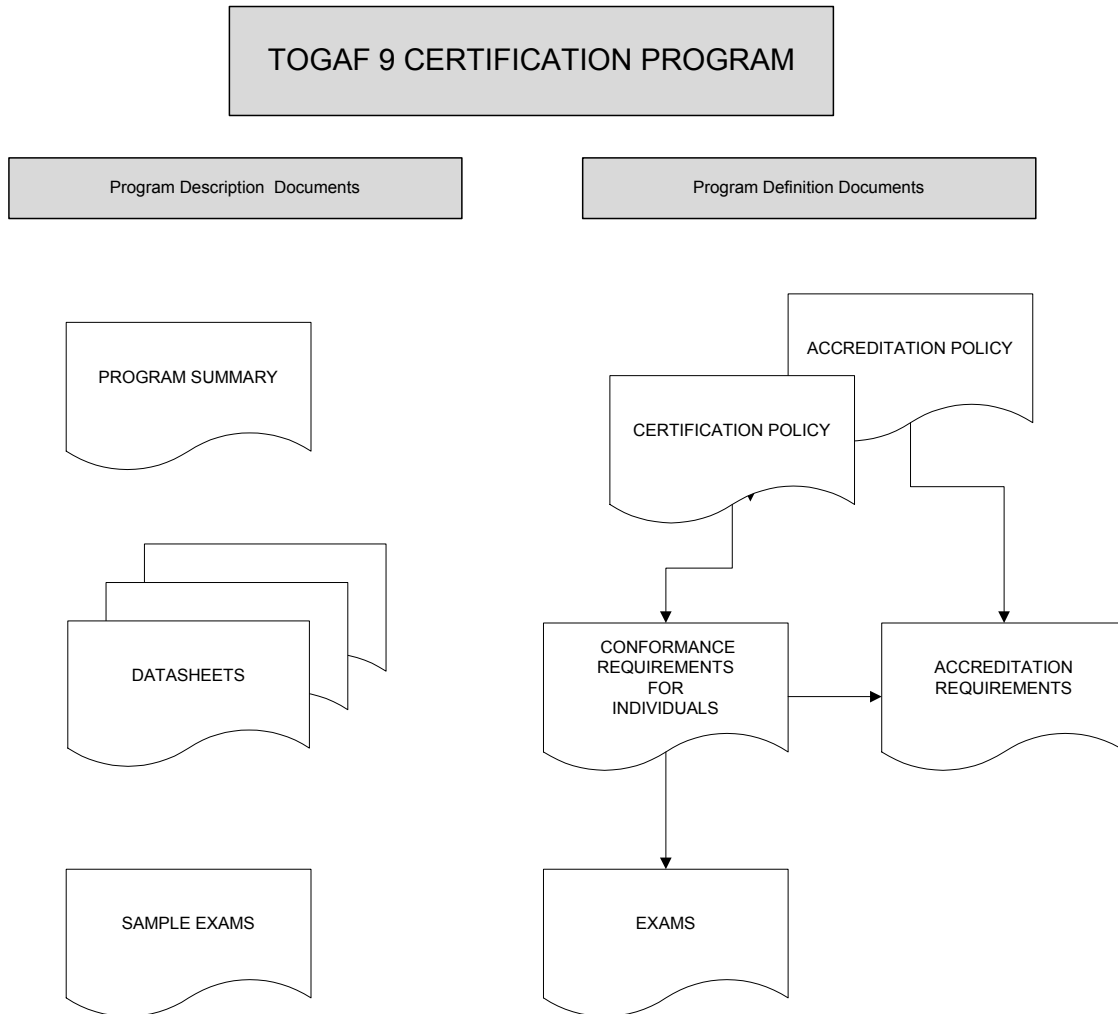 TOGAF 9 CERTIFICATION PROGRAM
Program Description Documents
Program Definition Documents
PROGRAM SUMMARY
ACCREDITATION POLICY
CERTIFICATION POLICY
DATASHEETS
CONFORMANCE
REQUIREMENTS
FOR
INDIVIDUALS
ACCREDITATION
REQUIREMENTS
SAMPLE EXAMS
EXAMS